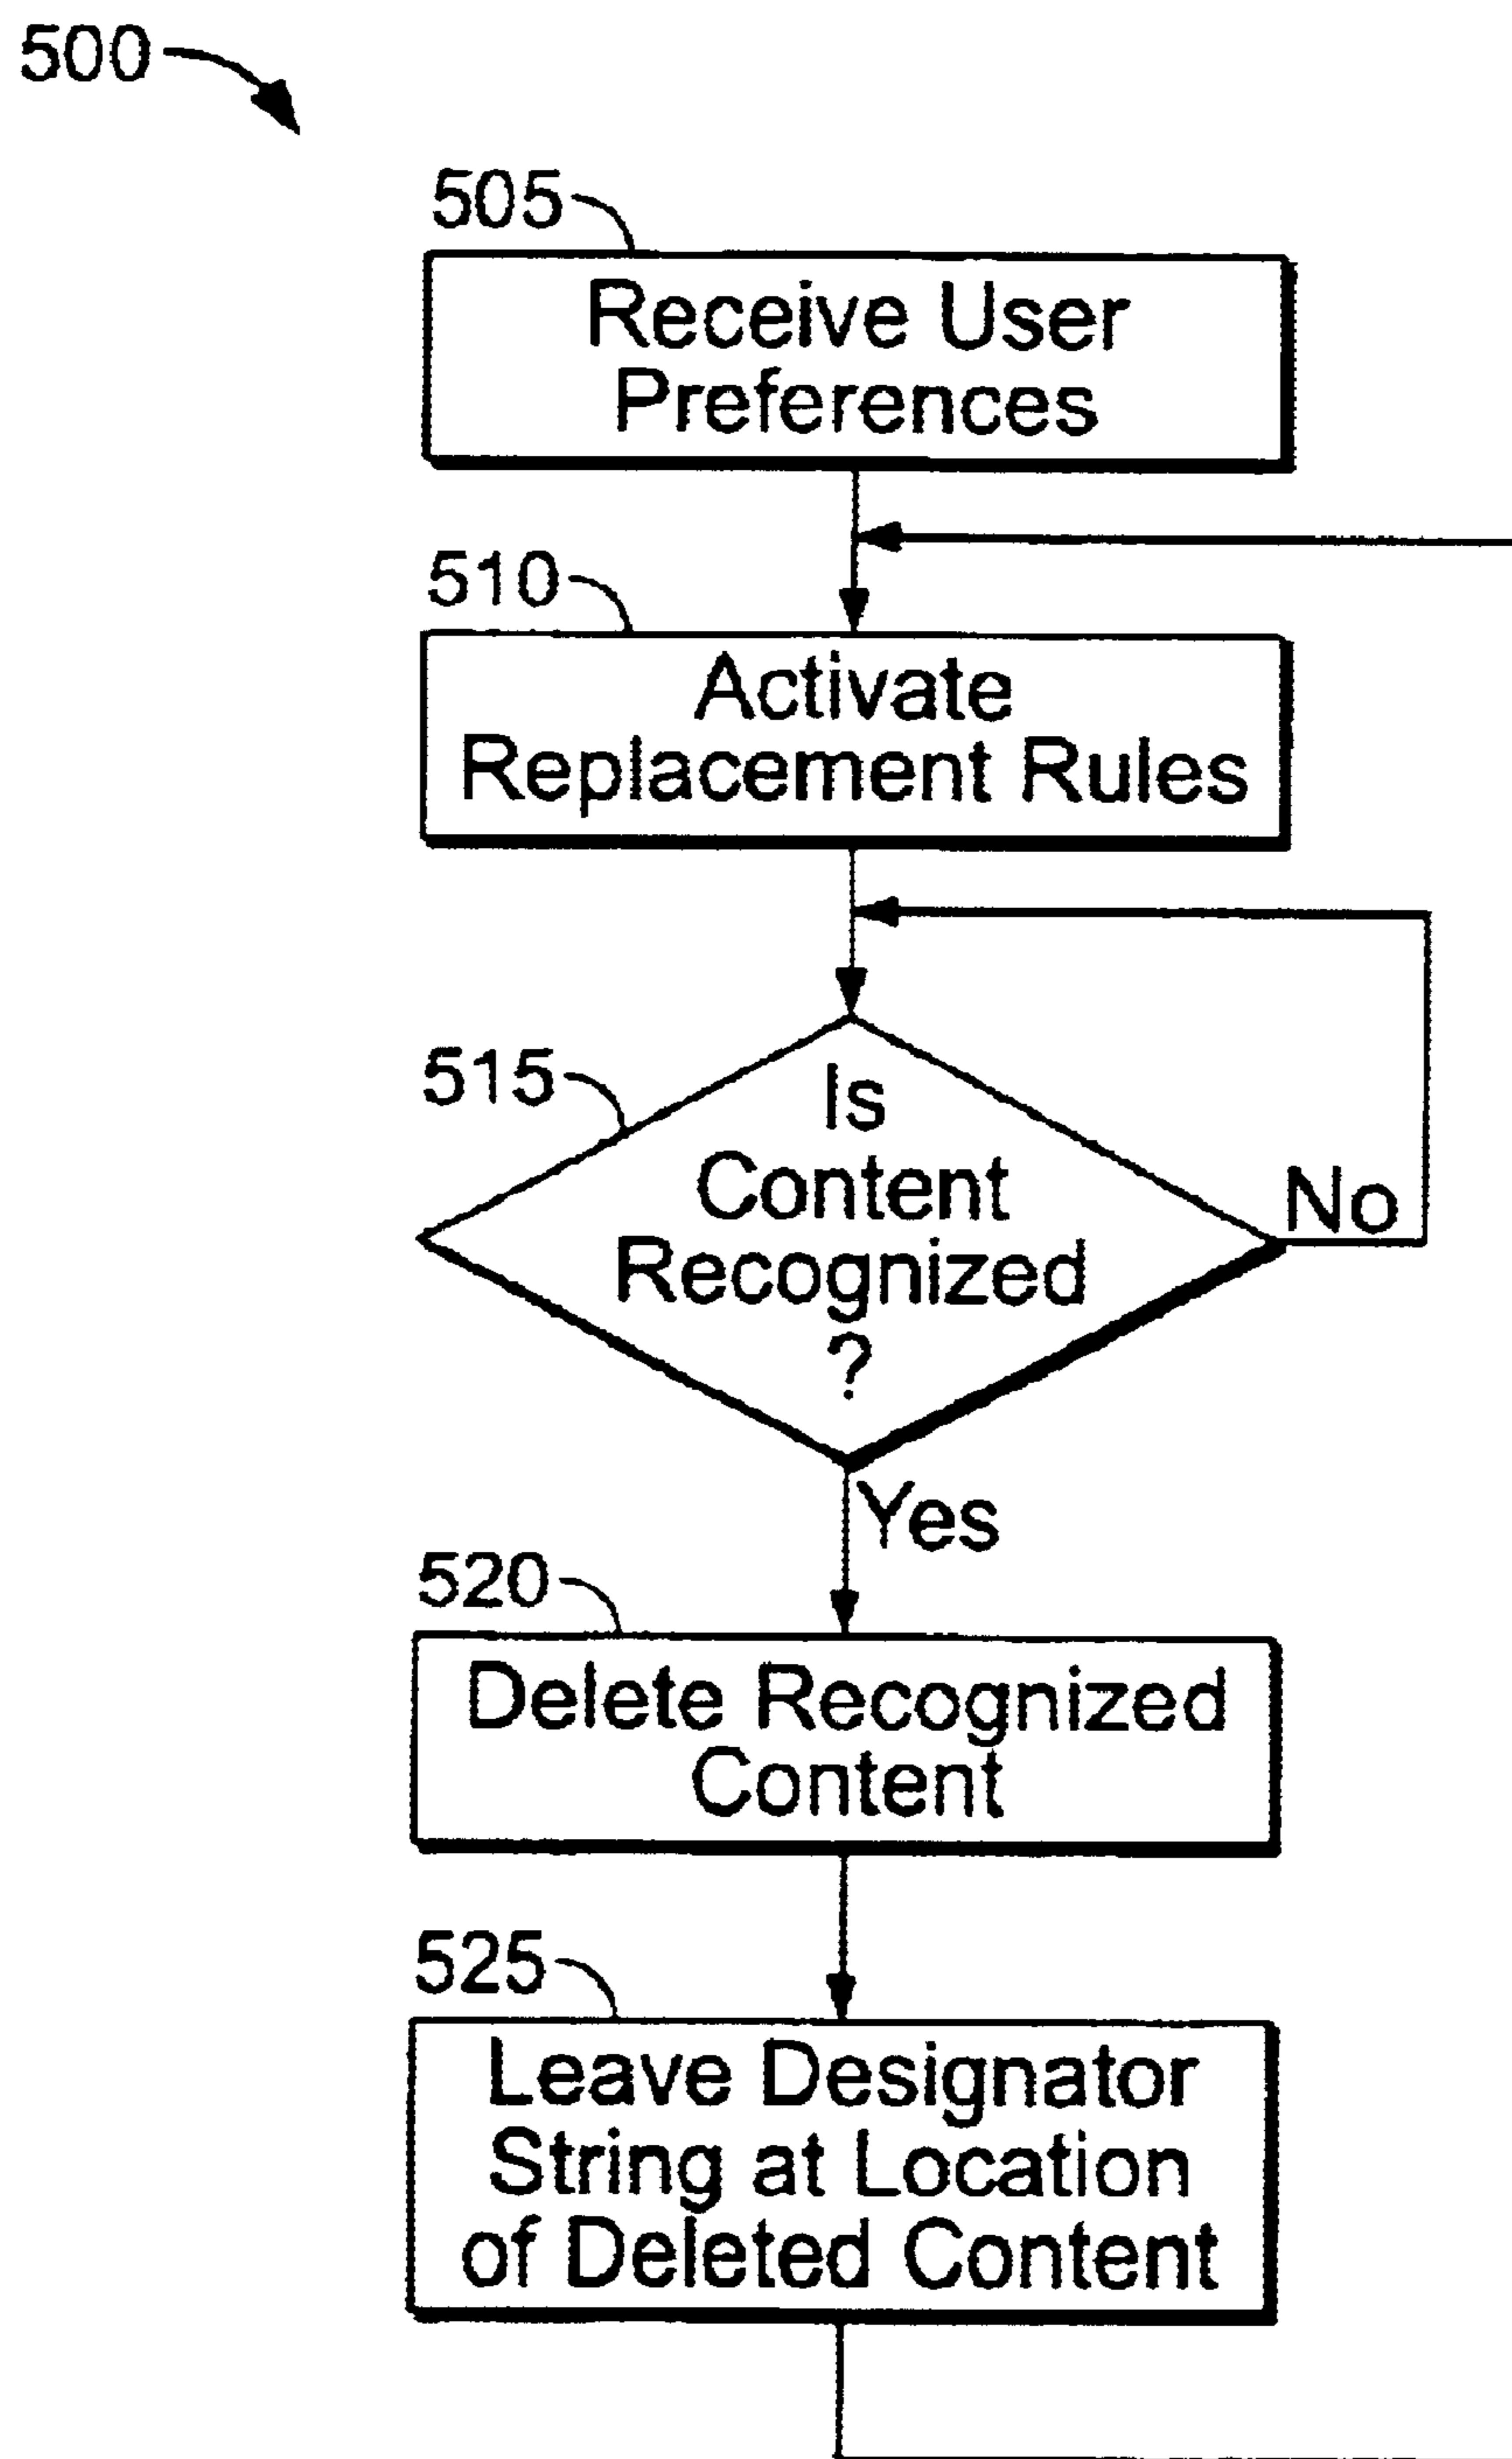 500
505
Receive User
Preferences
510
Activate
Replacement Rules
515
Is
Content
Recognized
?
No
Yes
520
Delete Recognized
Content
525
Leave Designator
String at Location
of Deleted Content